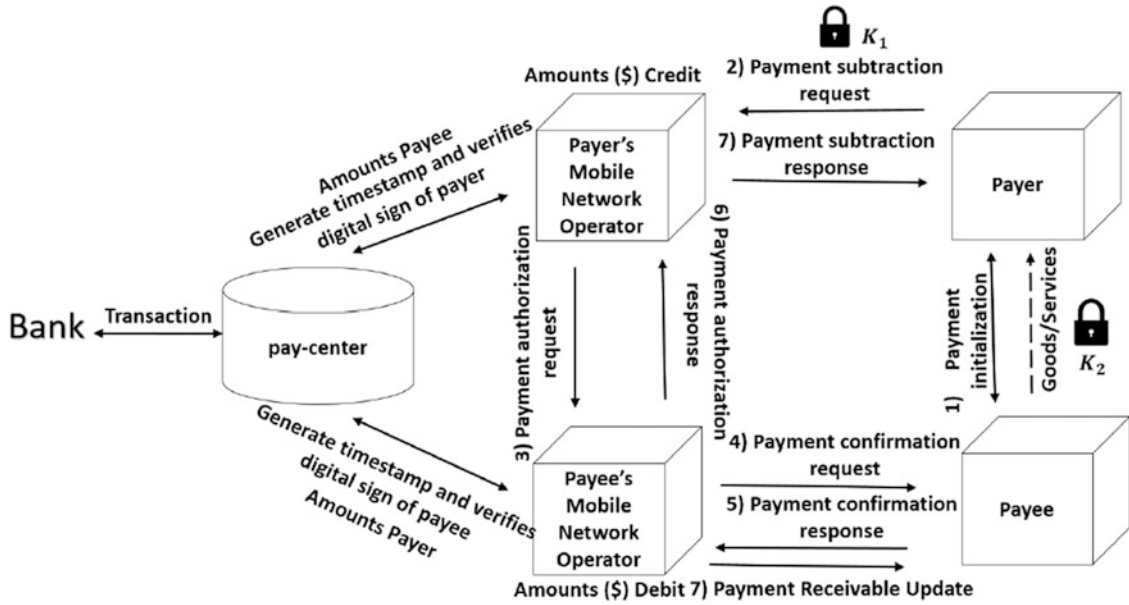 K₁
2) Payment subtraction
request
Amounts ($) Credit
Payer's
Mobile
Network
Operator
7) Payment subtraction
response
Payer
Amounts Payee
Generate timestamp and verifies
digital sign of payer
Bank
Transaction
pay-center
3) Payment authorization
request
6) Payment authorization
response
1) Payment
initialization
Goods/Services
K₂
Generate timestamp and verifies
digital sign of payee
Amounts Payer
Payee's
Mobile
Network
Operator
4) Payment confirmation
request
5) Payment confirmation
response
Payee
Amounts ($) Debit 7) Payment Receivable Update